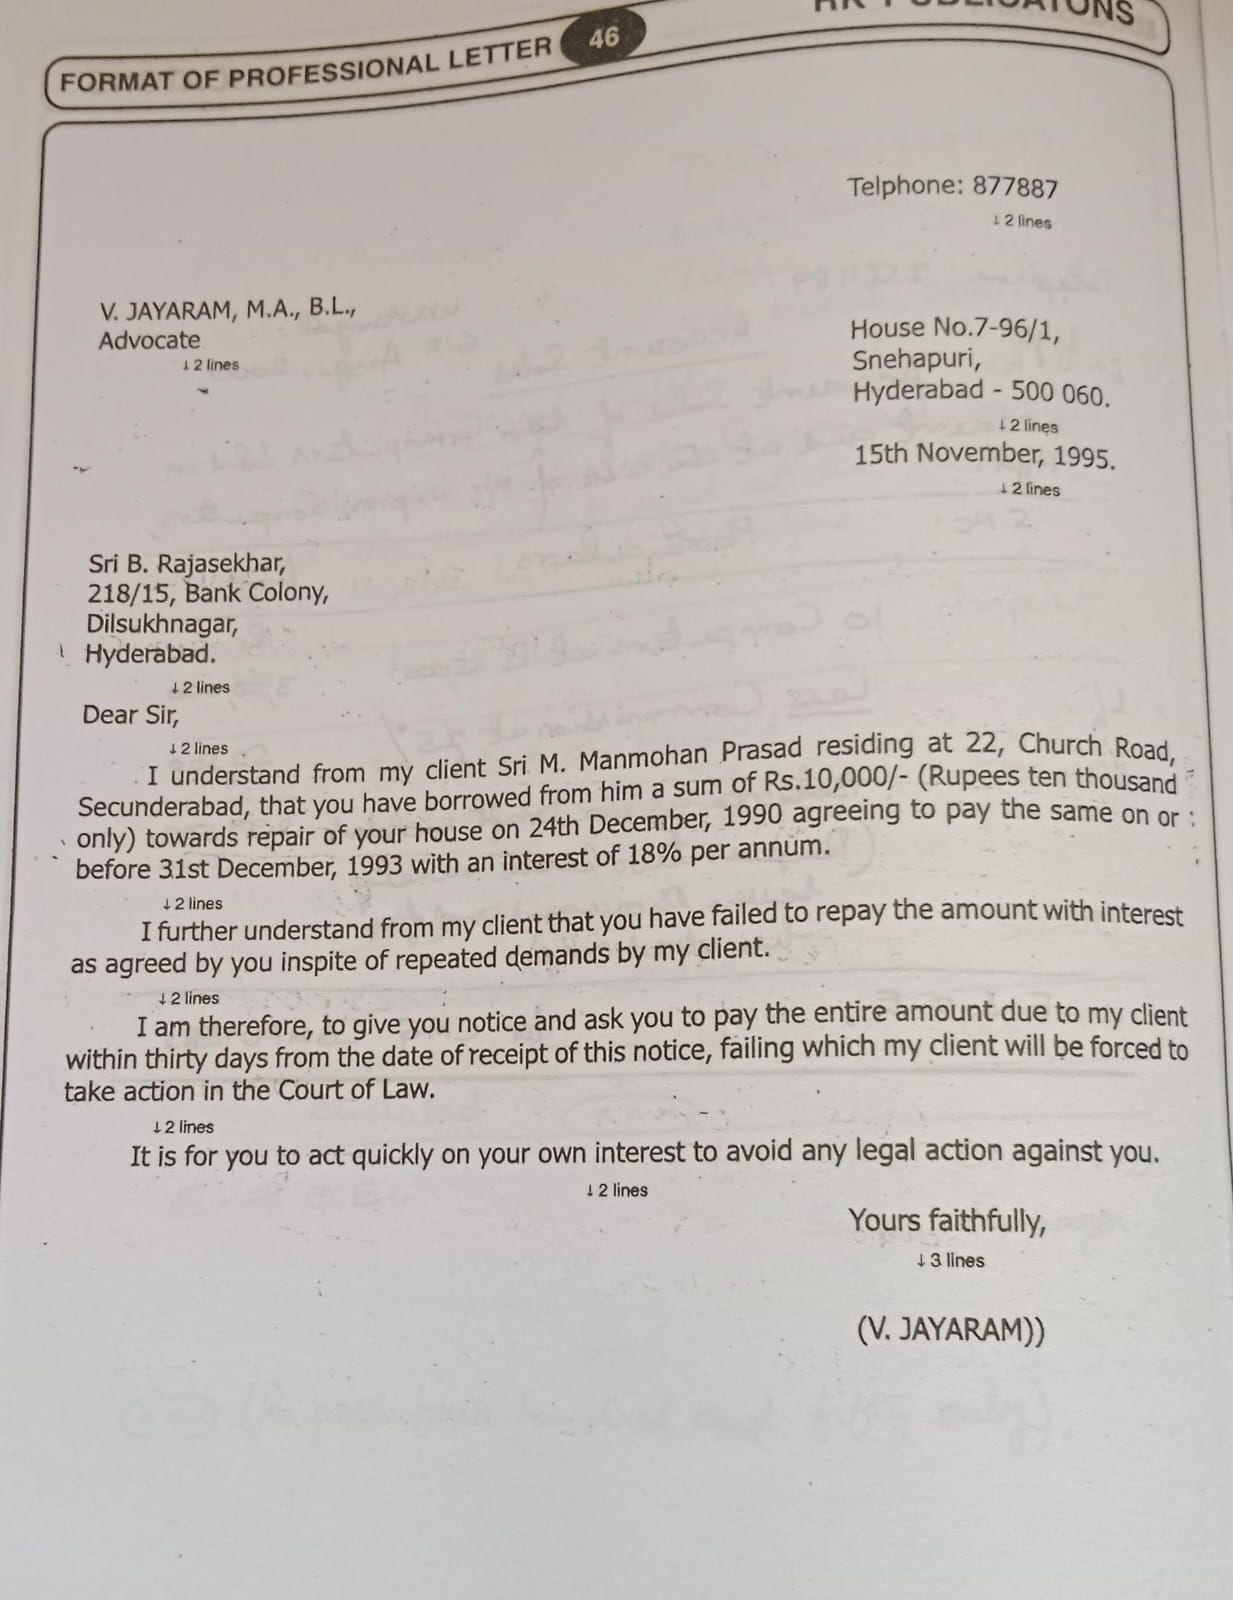 PUBLICATONS
FORMAT OF PROFESSIONAL LETTER 46
Telphone: 877887
↓ 2 lines
V. JAYARAM, M.A., B.L.,
Advocate
↓ 2 lines
House No.7-96/1,
Snehapuri,
Hyderabad - 500 060.
↓ 2 lines
15th November, 1995.
↓ 2 lines
Sri B. Rajasekhar,
218/15, Bank Colony,
Dilsukhnagar,
Hyderabad.
↓ 2 lines
Dear Sir,
↓ 2 lines
I understand from my client Sri M. Manmohan Prasad residing at 22, Church Road,
Secunderabad, that you have borrowed from him a sum of Rs.10,000/- (Rupees ten thousand
only) towards repair of your house on 24th December, 1990 agreeing to pay the same on or
before 31st December, 1993 with an interest of 18% per annum.
↓ 2 lines
I further understand from my client that you have failed to repay the amount with interest
as agreed by you inspite of repeated demands by my client.
↓ 2 lines
I am therefore, to give you notice and ask you to pay the entire amount due to my client
within thirty days from the date of receipt of this notice, failing which my client will be forced to
take action in the Court of Law.
↓ 2 lines
It is for you to act quickly on your own interest to avoid any legal action against you.
↓ 2 lines
Yours faithfully,
↓ 3 lines
(V. JAYARAM))